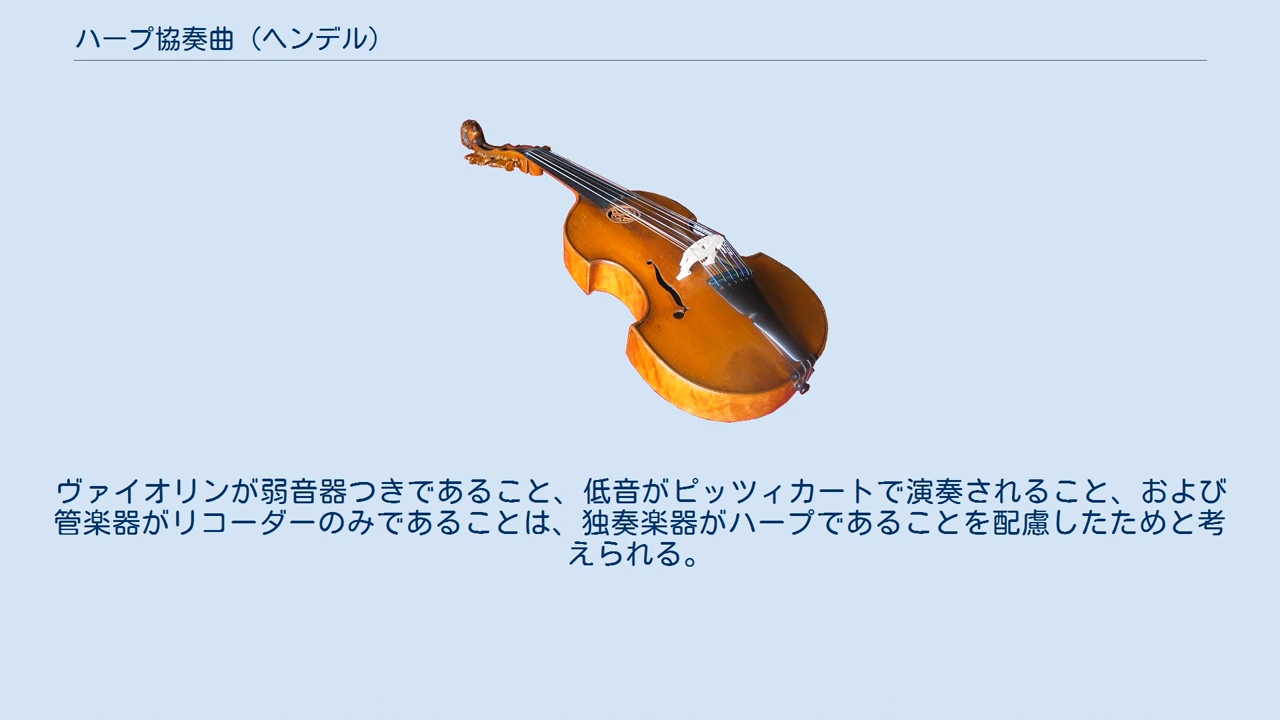 ハープ協奏曲（ヘンデル）
ヴァイオリンが弱音器つきであること、低音がピッツィカートで演奏されること、および
管楽器がリコーダーのみであることは、独奏楽器がハープであることを配慮したためと考
えられる。